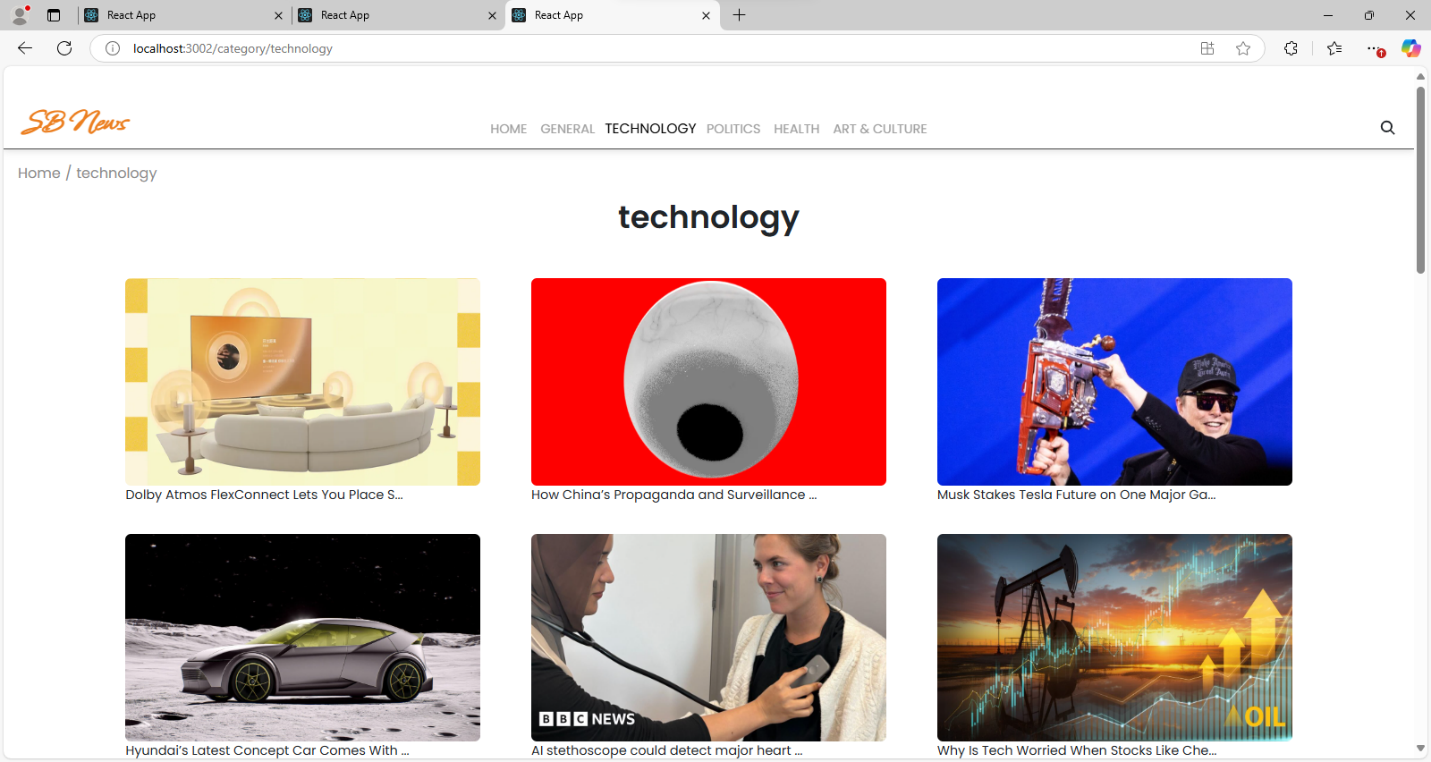 React App
React App
React App
localhost:3002/category/technology
SB News
HOME GENERAL TECHNOLOGY POLITICS HEALTH ART & CULTURE
Home / technology
technology
Dolby Atmos FlexConnect Lets You Place S...
How China’s Propaganda and Surveillance ...
Musk Stakes Tesla Future on One Major Ga...
BBC NEWS
OIL
Hyundai’s Latest Concept Car Comes With ...
AI stethoscope could detect major heart ...
Why Is Tech Worried When Stocks Like Che...